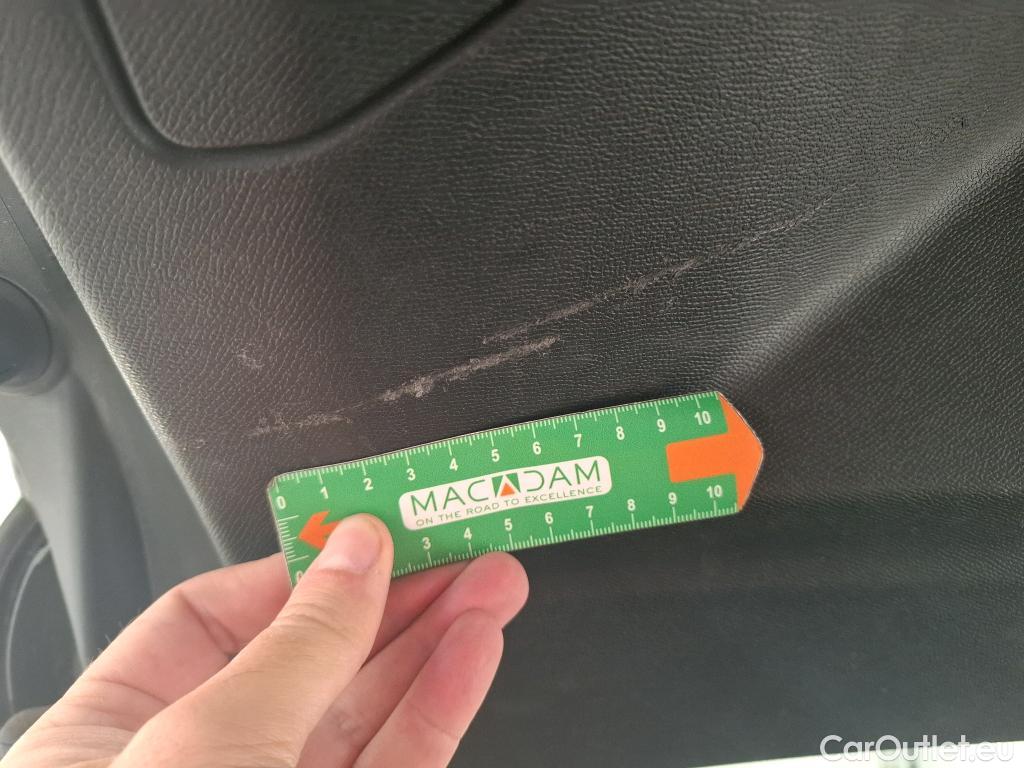 0 1 2 3 4 5 6 7 8 9 10
MACADAM
ON THE ROAD TO EXCELLENCE
0 3 4 5 6 7 8 9 10
CarOutlet.eu